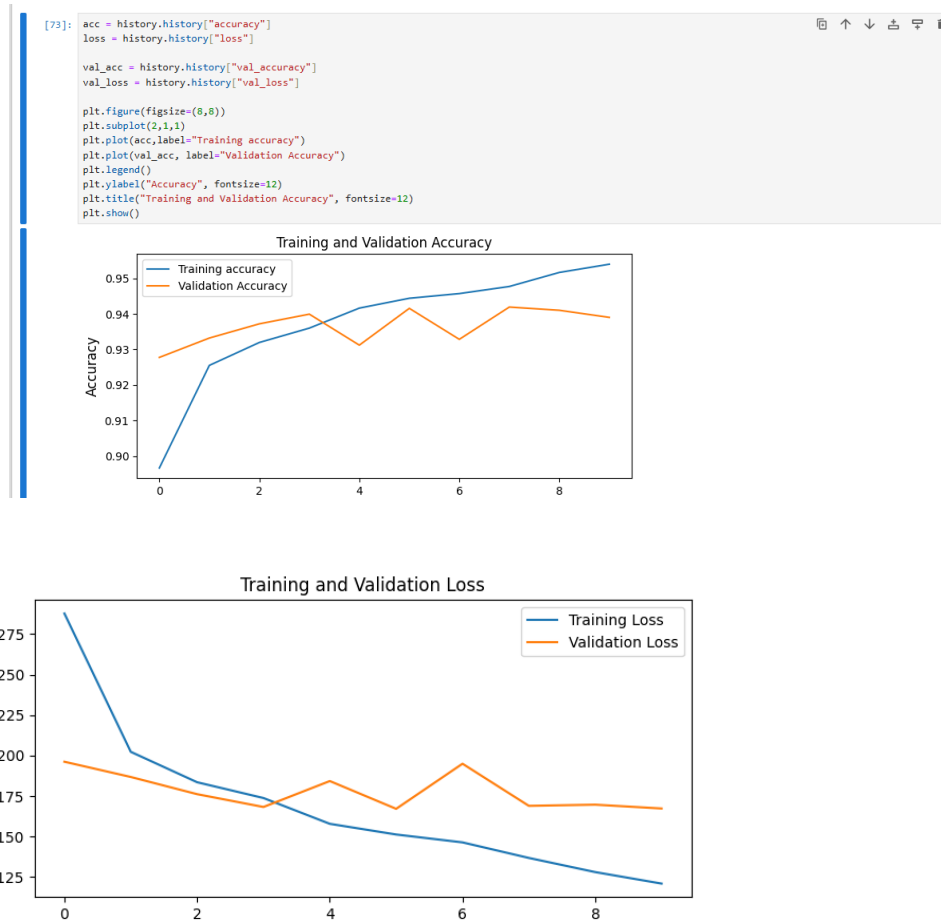 [73]: acc = history.history["accuracy"]
loss = history.history["loss"]
val_acc = history.history["val_accuracy"]
val_loss = history.history["val_loss"]
plt.figure(figsize=(8,8))
plt.subplot(2,1,1)
plt.plot(acc,label="Training accuracy")
plt.plot(val_acc, label="Validation Accuracy")
plt.legend()
plt.ylabel("Accuracy", fontsize=12)
plt.title("Training and Validation Accuracy", fontsize=12)
plt.show()
Training and Validation Accuracy
Training accuracy
Validation Accuracy
0.95
0.94
0.93
0.92
0.91
0.90
Accuracy
0 2 4 6 8
Training and Validation Loss
Training Loss
Validation Loss
275
250
225
200
175
150
125
0 2 4 6 8